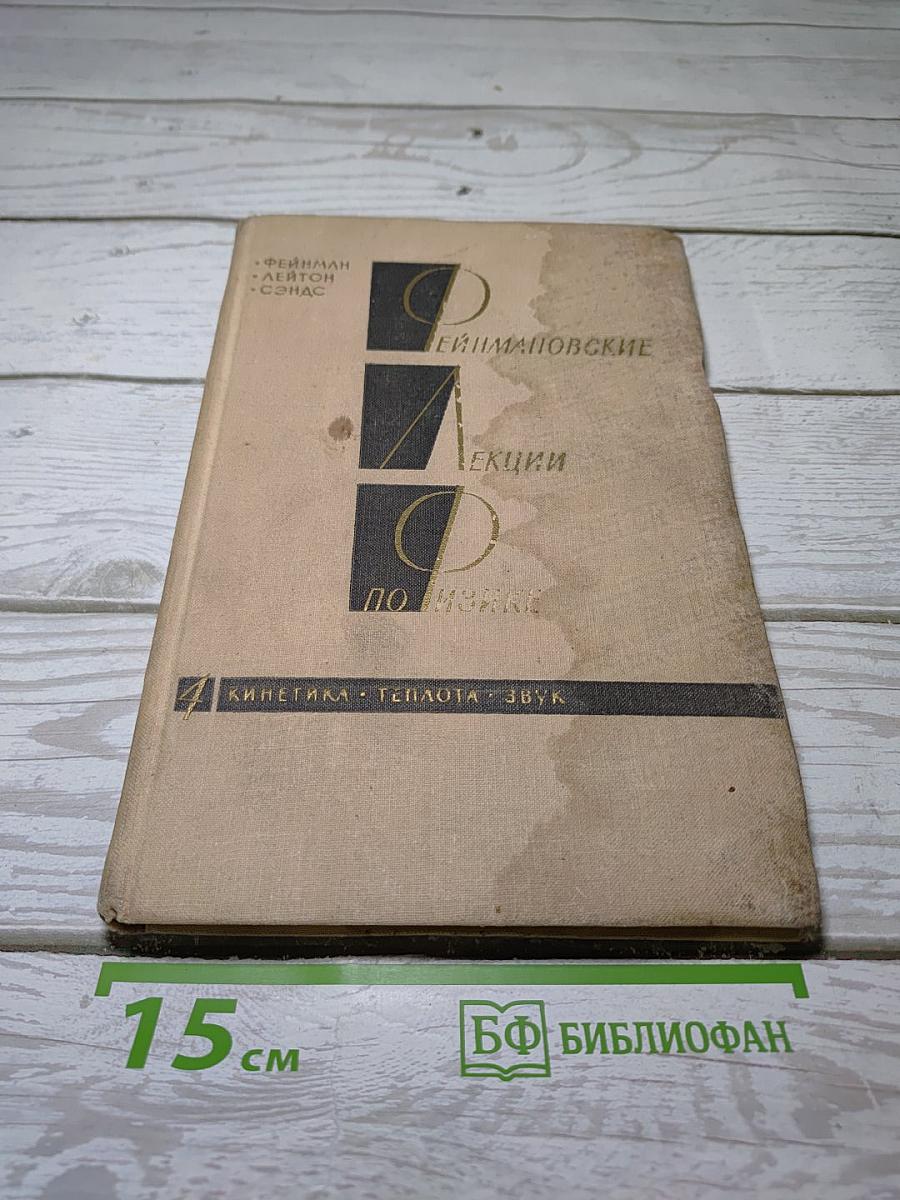 • ФЕЙНМАН
• ЛЕЙТОН
• СЭНДС
ФЕЙНМАНОВСКИЕ
ЛЕКЦИИ
ПО ФИЗИКЕ
4 КИНЕТИКА • ТЕПЛОТА • ЗВУК
15 см
БФ БИБЛИОФАН